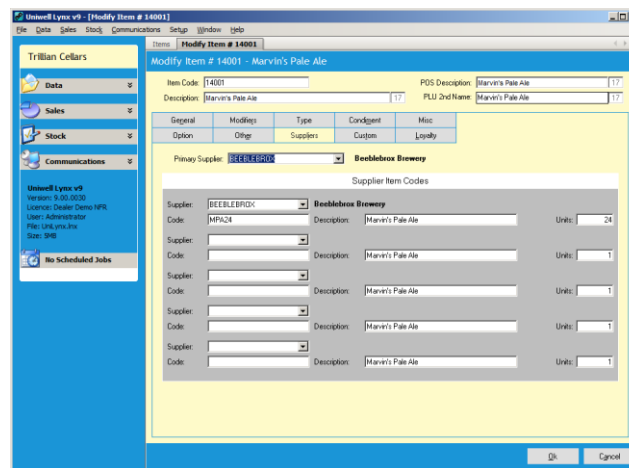 Uniwell Lynx v9 - [Modify Item # 14001]
File Data Sales Stock Communications Setup Window Help
Items Modify Item # 14001
Trillian Cellars
Modify Item # 14001 - Marvin's Pale Ale
Data
Sales
Stock
Communications
Uniwell Lynx v9
Version: 9.00.0030
Licence: Dealer Demo NFR
User: Administrator
File: UniLynx.lnx
Size: 5MB
No Scheduled Jobs
Item Code: 14001 POS Description: Marvin's Pale Ale 17
Description: Marvin's Pale Ale 17 PLU 2nd Name: Marvin's Pale Ale 17
General Modifiers Type Condiment Misc
Option Other Suppliers Custom Loyalty
Primary Supplier: BEEBLEBROX Beeblebrox Brewery
Supplier Item Codes
Supplier: BEEBLEBROX Beeblebrox Brewery
Code: MPA24 Description: Marvin's Pale Ale Units: 24
Supplier:
Code: Description: Marvin's Pale Ale Units: 1
Supplier:
Code: Description: Marvin's Pale Ale Units: 1
Supplier:
Code: Description: Marvin's Pale Ale Units: 1
Supplier:
Code: Description: Marvin's Pale Ale Units: 1
Ok Cancel